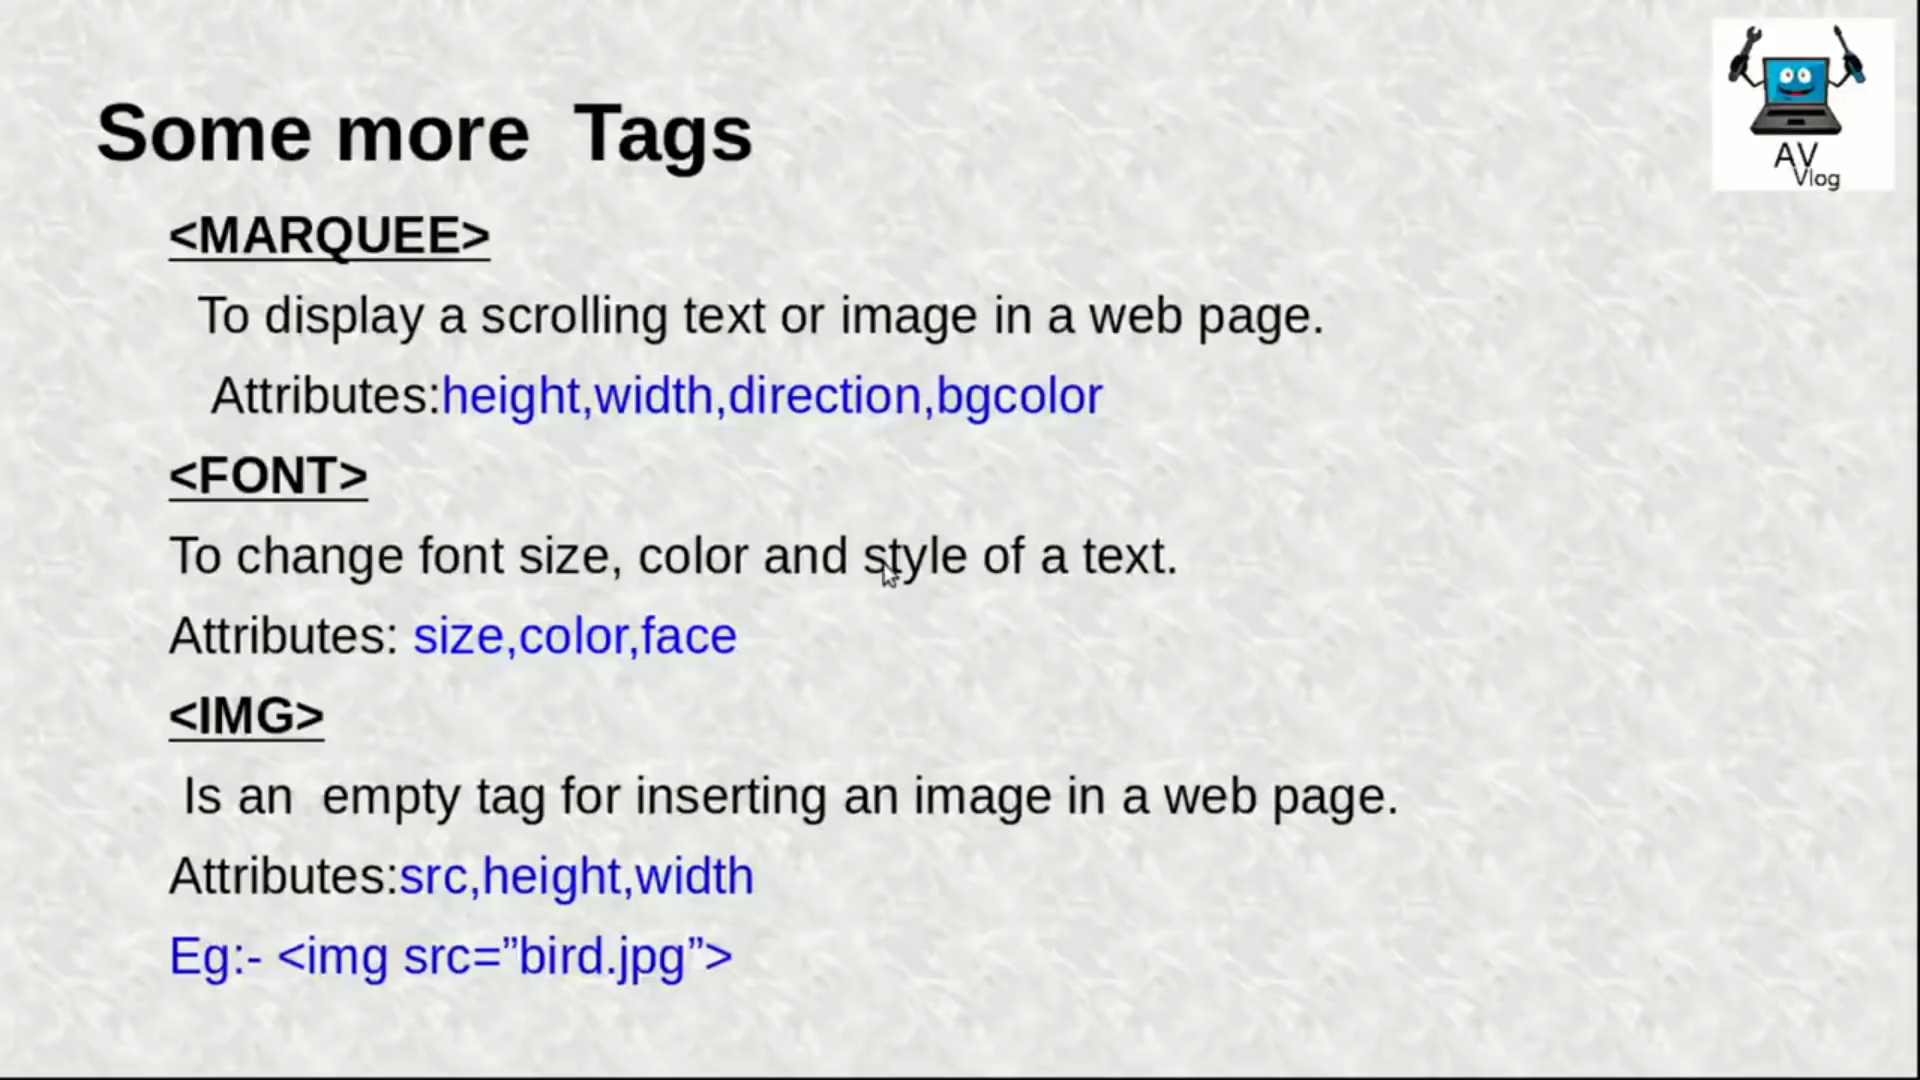 Some more  Tags
AV
Vlog
<MARQUEE>
To display a scrolling text or image in a web page.
Attributes:height,width,direction,bgcolor
<FONT>
To change font size, color and style of a text.
Attributes: size,color,face
<IMG>
Is an  empty tag for inserting an image in a web page.
Attributes:src,height,width
Eg:- <img src=”bird.jpg”>